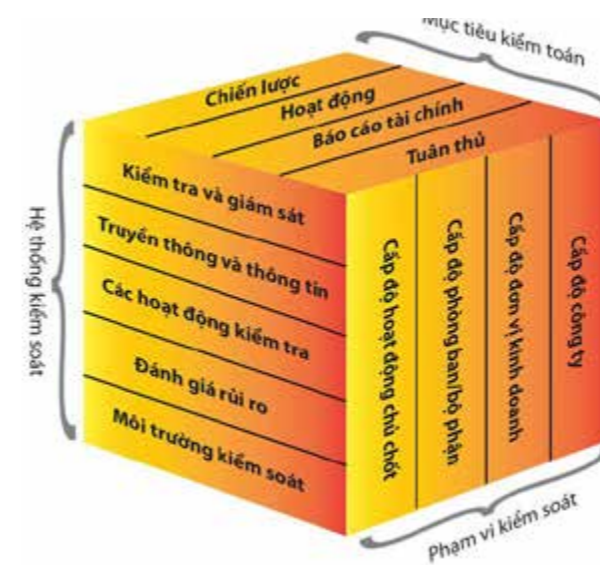 Mục tiêu kiểm toán
Chiến lược
Hoạt động
Báo cáo tài chính
Tuân thủ
Hệ thống kiểm soát
Kiểm tra và giám sát
Truyền thông và thông tin
Các hoạt động kiểm tra
Đánh giá rủi ro
Môi trường kiểm soát
Cấp độ hoạt động chủ chốt
Cấp độ phòng ban/bộ phận
Cấp độ đơn vị kinh doanh
Cấp độ công ty
Phạm vi kiểm soát